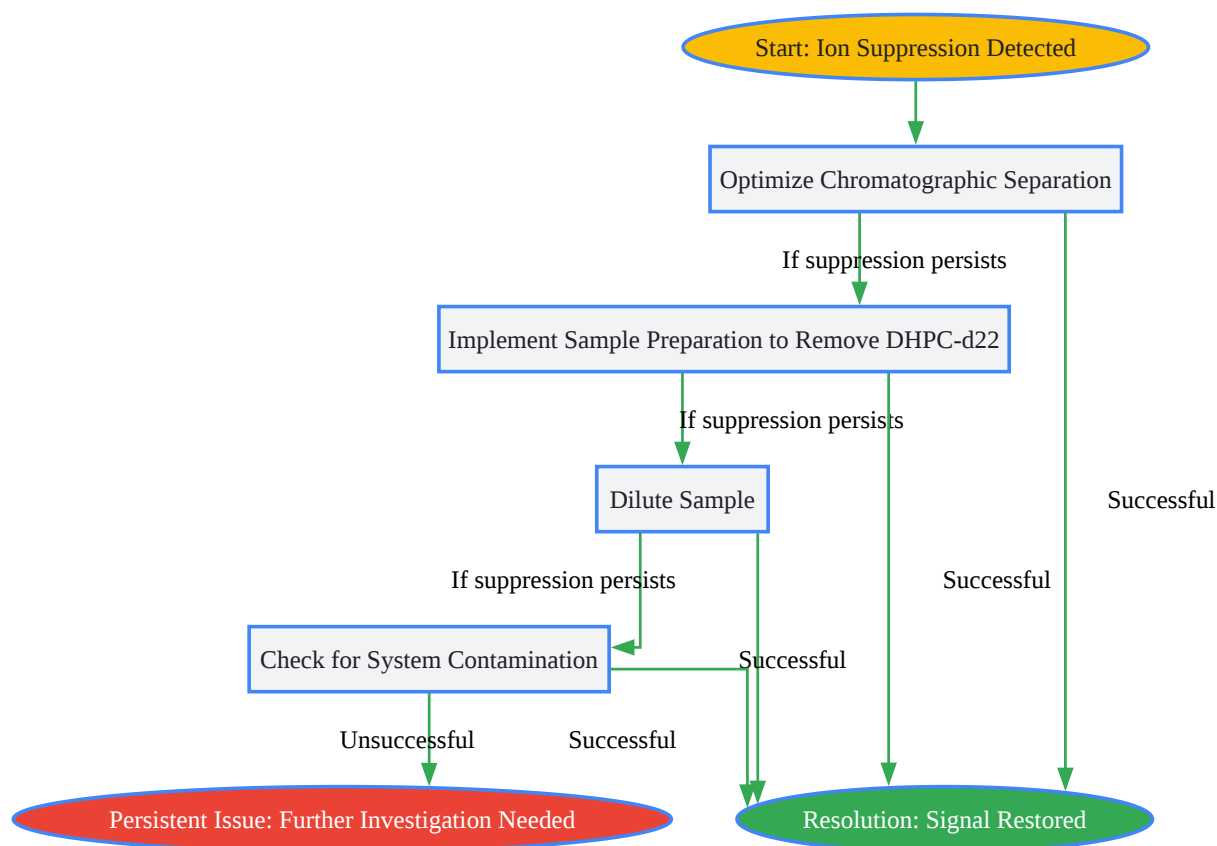 Start: Ion Suppression Detected
Optimize Chromatographic Separation
If suppression persists
Implement Sample Preparation to Remove DHPC-d22
If suppression persists
Dilute Sample
Successful
If suppression persists
Successful
Check for System Contamination
Successful
Unsuccessful
Successful
Persistent Issue: Further Investigation Needed
Resolution: Signal Restored